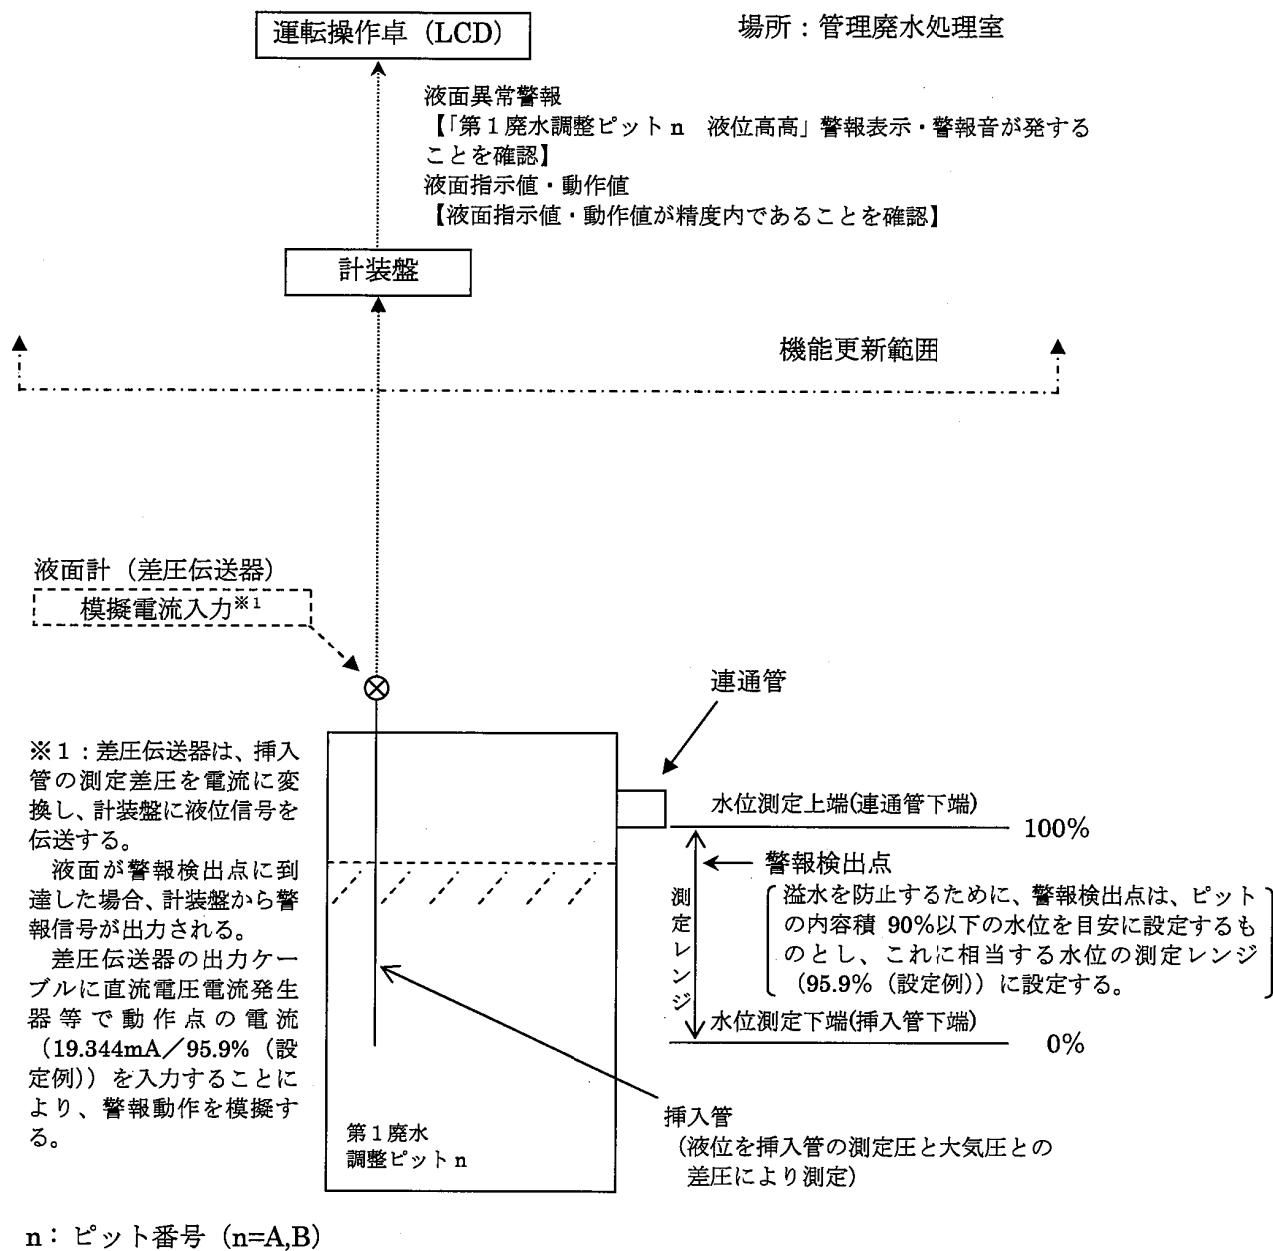 運転操作卓（LCD）
場所：管理廃水処理室
液面異常警報
【「第１廃水調整ピットｎ　液位高高」警報表示・警報音が発する
ことを確認】
液面指示値・動作値
【液面指示値・動作値が精度内であることを確認】
計装盤
機能更新範囲
液面計（差圧伝送器）
模擬電流入力※1
連通管
※１：差圧伝送器は、挿入
管の測定差圧を電流に変
換し、計装盤に液位信号を
伝送する。
　液面が警報検出点に到
達した場合、計装盤から警
報信号が出力される。
　差圧伝送器の出力ケー
ブルに直流電圧電流発生
器等で動作点の電流
（19.344mA／95.9%（設
定例））を入力することに
より、警報動作を模擬す
る。
水位測定上端(連通管下端)
100%
警報検出点
溢水を防止するために、警報検出点は、ピット
の内容積 90%以下の水位を目安に設定するも
のとし、これに相当する水位の測定レンジ
（95.9%（設定例））に設定する。
測定レンジ
水位測定下端(挿入管下端)
0%
挿入管
（液位を挿入管の測定圧と大気圧との
差圧により測定）
第１廃水
調整ピットｎ
n：ピット番号（n=A,B）